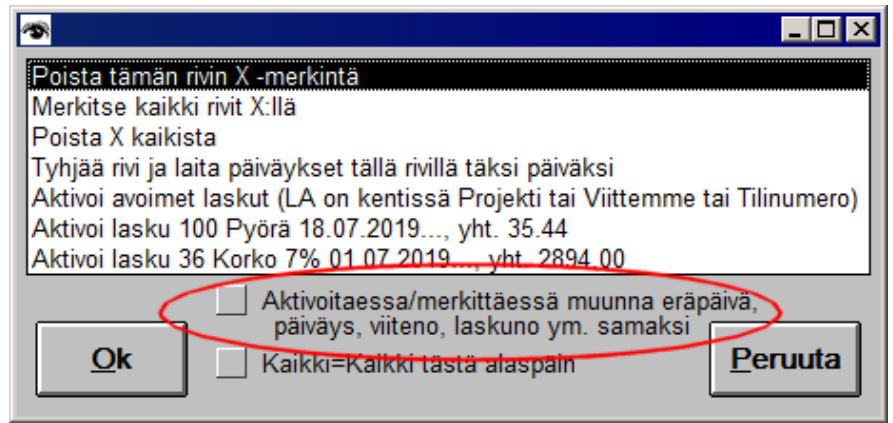 Poista tämän rivin X -merkintä
Merkitse kaikki rivit X:llä
Poista X kaikista
Tyhjää rivi ja laita päiväykset tällä rivillä täksi päiväksi
Aktivoi avoimet laskut (LA on kentissä Projekti tai Viittemme tai Tilinumero)
Aktivoi lasku 100 Pyörä 18.07.2019..., yht. 35.44
Aktivoi lasku 36 Korko 7% 01.07.2019..., yht. 2894.00
Aktivoitaessa/merkittäessä muunna eräpäivä,
päiväys, viiteno, laskuno ym. samaksi
Ok
Kaikki=Kaikki tästä alaspäin
Peruuta